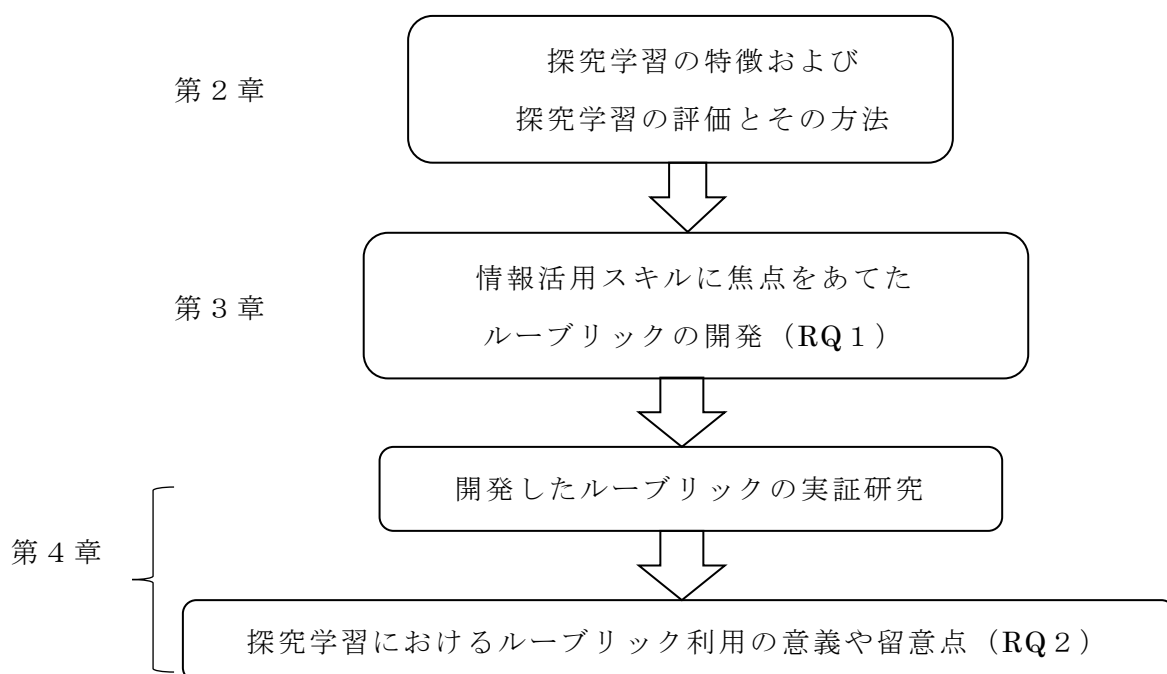 第２章
探究学習の特徴および
探究学習の評価とその方法
第３章
情報活用スキルに焦点をあてた
ルーブリックの開発（RQ１）
第４章
開発したルーブリックの実証研究
探究学習におけるルーブリック利用の意義や留意点（RQ２）